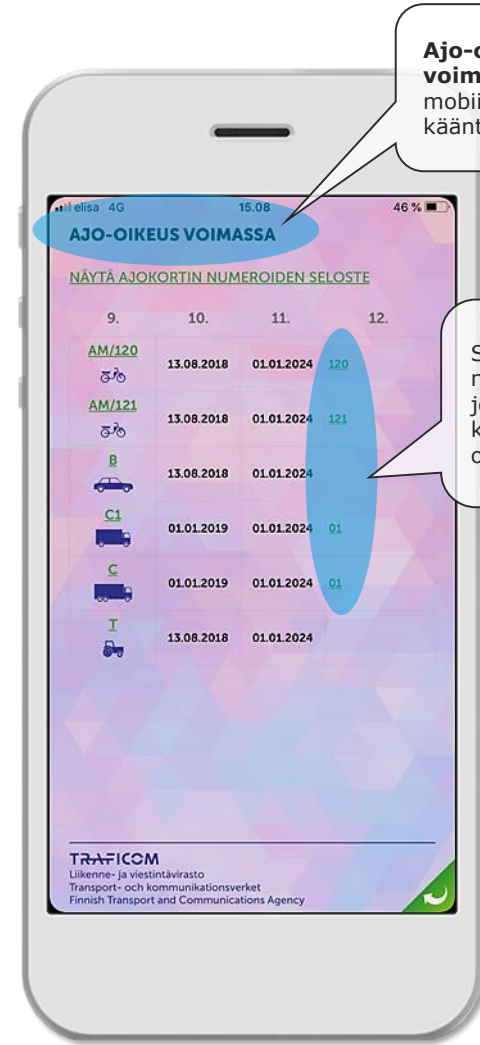 Ajo-o
voim
mobii
käänt
elisa 4G 15.08 46 %
AJO-OIKEUS VOIMASSA
NÄYTÄ AJOKORTIN NUMEROIDEN SELOSTE
9. 10. 11. 12.
AM/120 13.08.2018 01.01.2024 120
AM/121 13.08.2018 01.01.2024 121
B 13.08.2018 01.01.2024
C1 01.01.2019 01.01.2024 01
C 01.01.2019 01.01.2024 01
T 13.08.2018 01.01.2024
TRAFICOM
Liikenne- ja viestintävirasto
Transport- och kommunikationsverket
Finnish Transport and Communications Agency